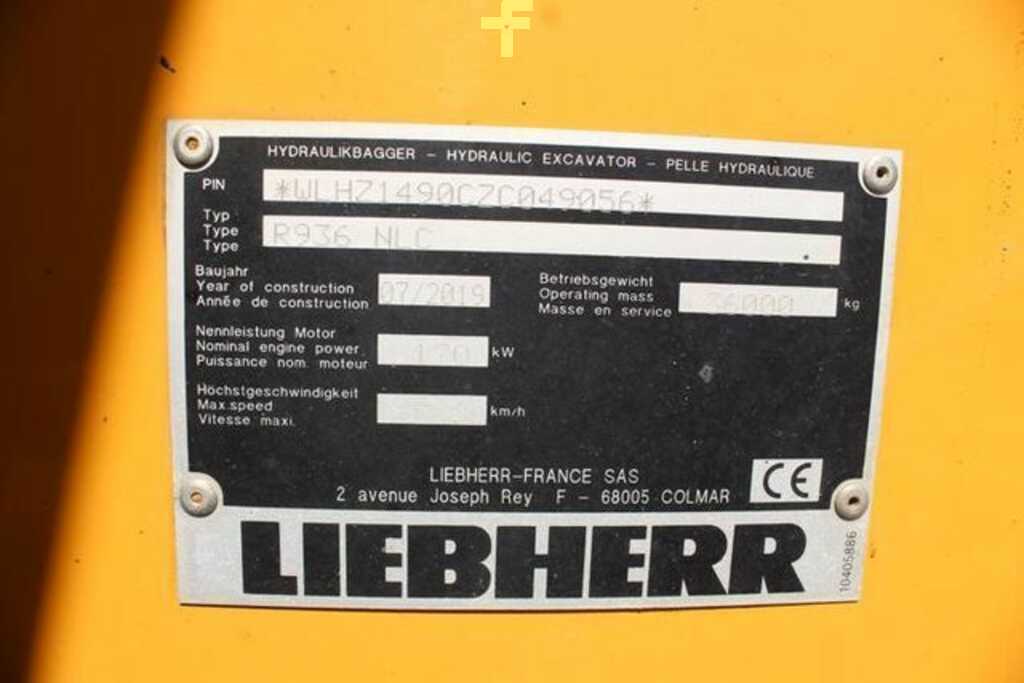 HYDRAULIKBAGGER - HYDRAULIC EXCAVATOR - PELLE HYDRAULIQUE
PIN *WLHZ1490CZC049056*
Typ
Type R936 NLC
Type
Baujahr
Year of construction 07/2019
Année de construction
Betriebsgewicht
Operating mass 36000 kg
Masse en service
Nennleistung Motor
Nominal engine power 170 kW
Puissance nom. moteur
Höchstgeschwindigkeit
Max.speed km/h
Vitesse maxi.
LIEBHERR-FRANCE SAS
2 avenue Joseph Rey F - 68005 COLMAR
CE
LIEBHERR
10405886